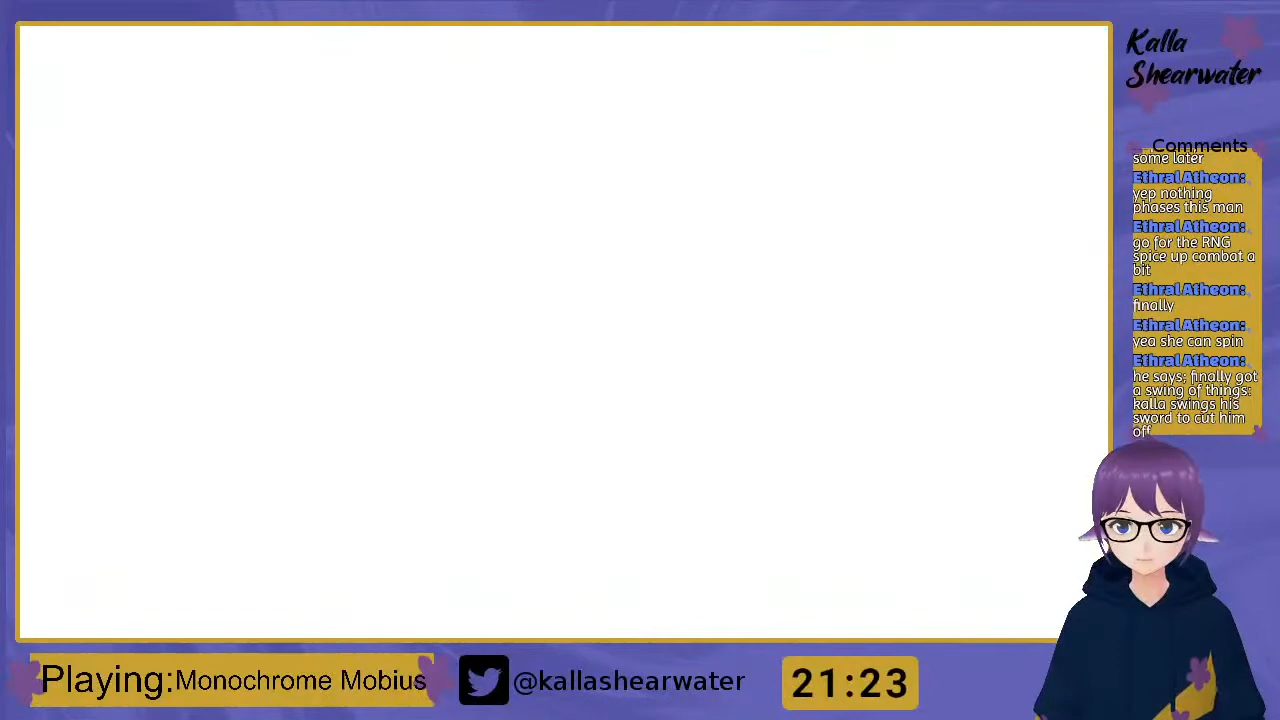 Kalla
Shearwater
Comments
some later
Ethral Atheon:
yep nothing
phases this man
Ethral Atheon:
go for the RNG
spice up combat a
bit
Ethral Atheon:
finally
Ethral Atheon:
yea she can spin
Ethral Atheon:
he says; finally got
a swing of things:
kalla swings his
sword to cut him
off
Playing:Monochrome Mobius
@kallashearwater
21:23